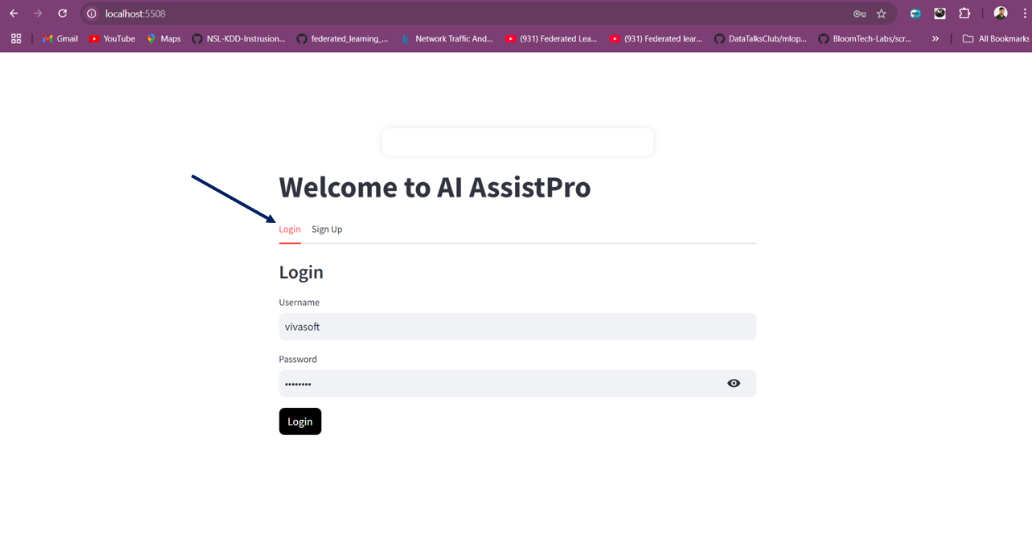 localhost:5508
Gmail YouTube Maps NSL-KDD-Instrusion... federated_learning_... Network Traffic And... (931) Federated Lea... (931) Federated lear... DataTalksClub/mlop... BloomTech-Labs/scr... » All Bookmarks
Welcome to AI AssistPro
Login Sign Up
Login
Username
vivasoft
Password
••••••••
Login